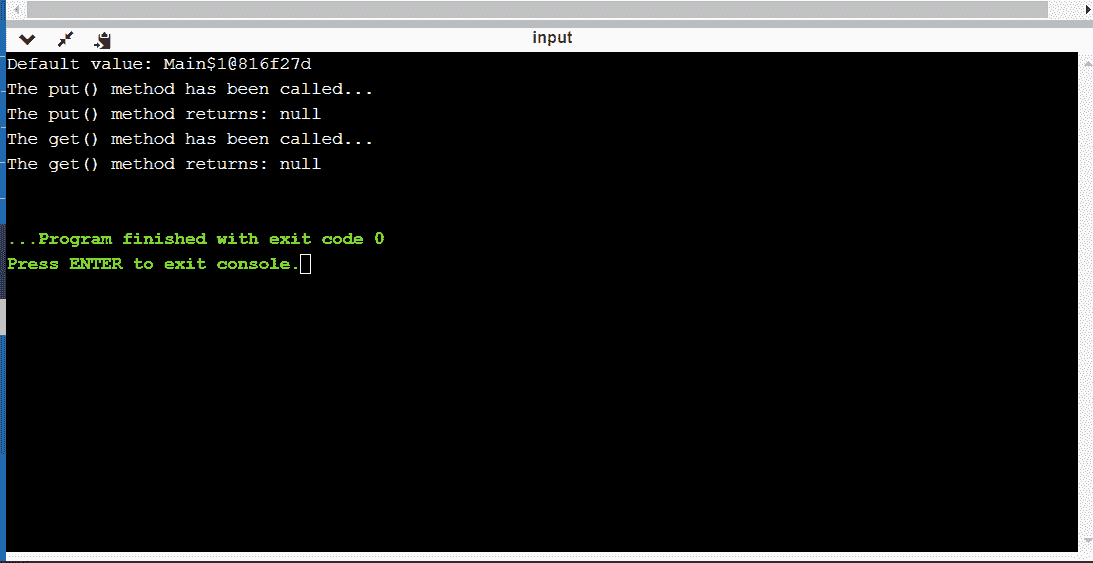 input
Default value: Main$1@816f27d
The put() method has been called...
The put() method returns: null
The get() method has been called...
The get() method returns: null
...Program finished with exit code 0
Press ENTER to exit console.